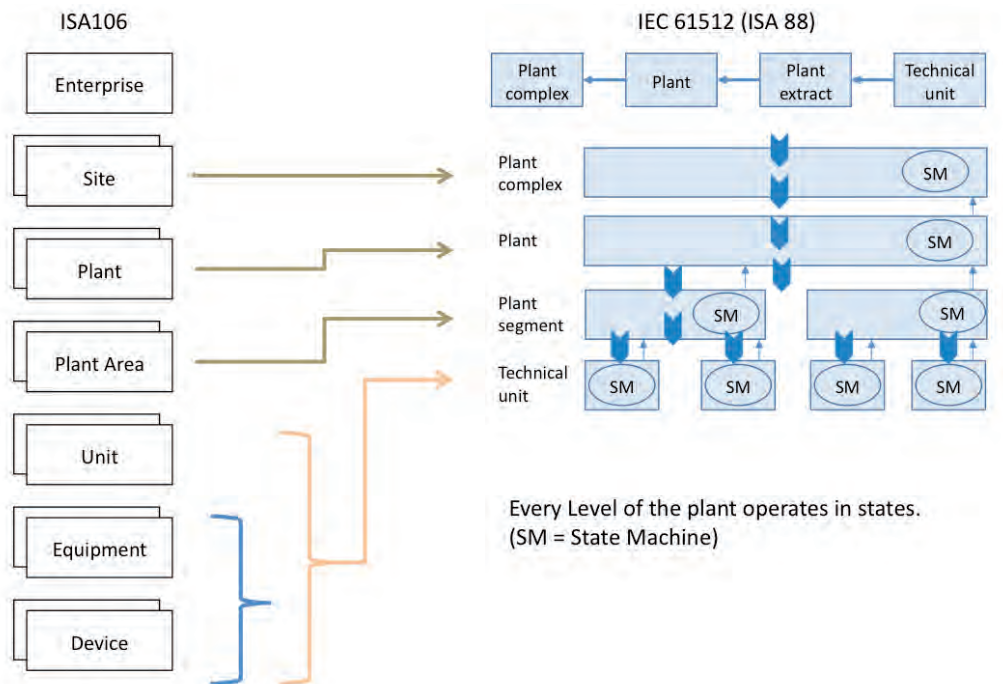 ISA106
IEC 61512 (ISA 88)
Enterprise
Site
Plant
Plant Area
Unit
Equipment
Device
Plant
complex
Plant
Plant
extract
Technical
unit
Plant
complex
SM
Plant
SM
Plant
segment
SM
SM
Technical
unit
SM
SM
SM
SM
Every Level of the plant operates in states.
(SM = State Machine)